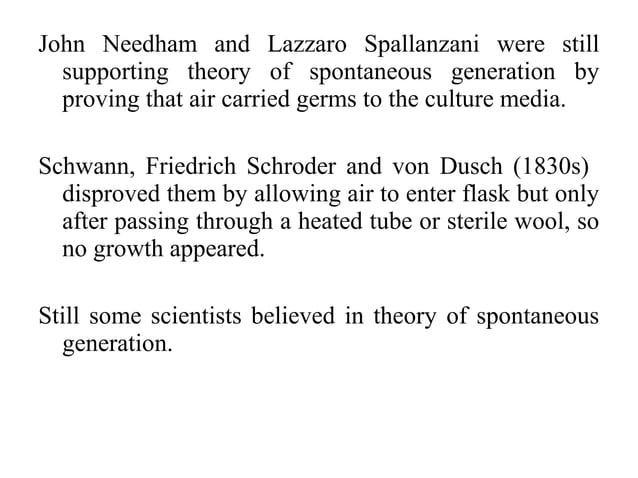 John Needham and Lazzaro Spallanzani were still
supporting theory of spontaneous generation by
proving that air carried germs to the culture media.
Schwann, Friedrich Schroder and von Dusch (1830s)
disproved them by allowing air to enter flask but only
after passing through a heated tube or sterile wool, so
no growth appeared.
Still some scientists believed in theory of spontaneous
generation.